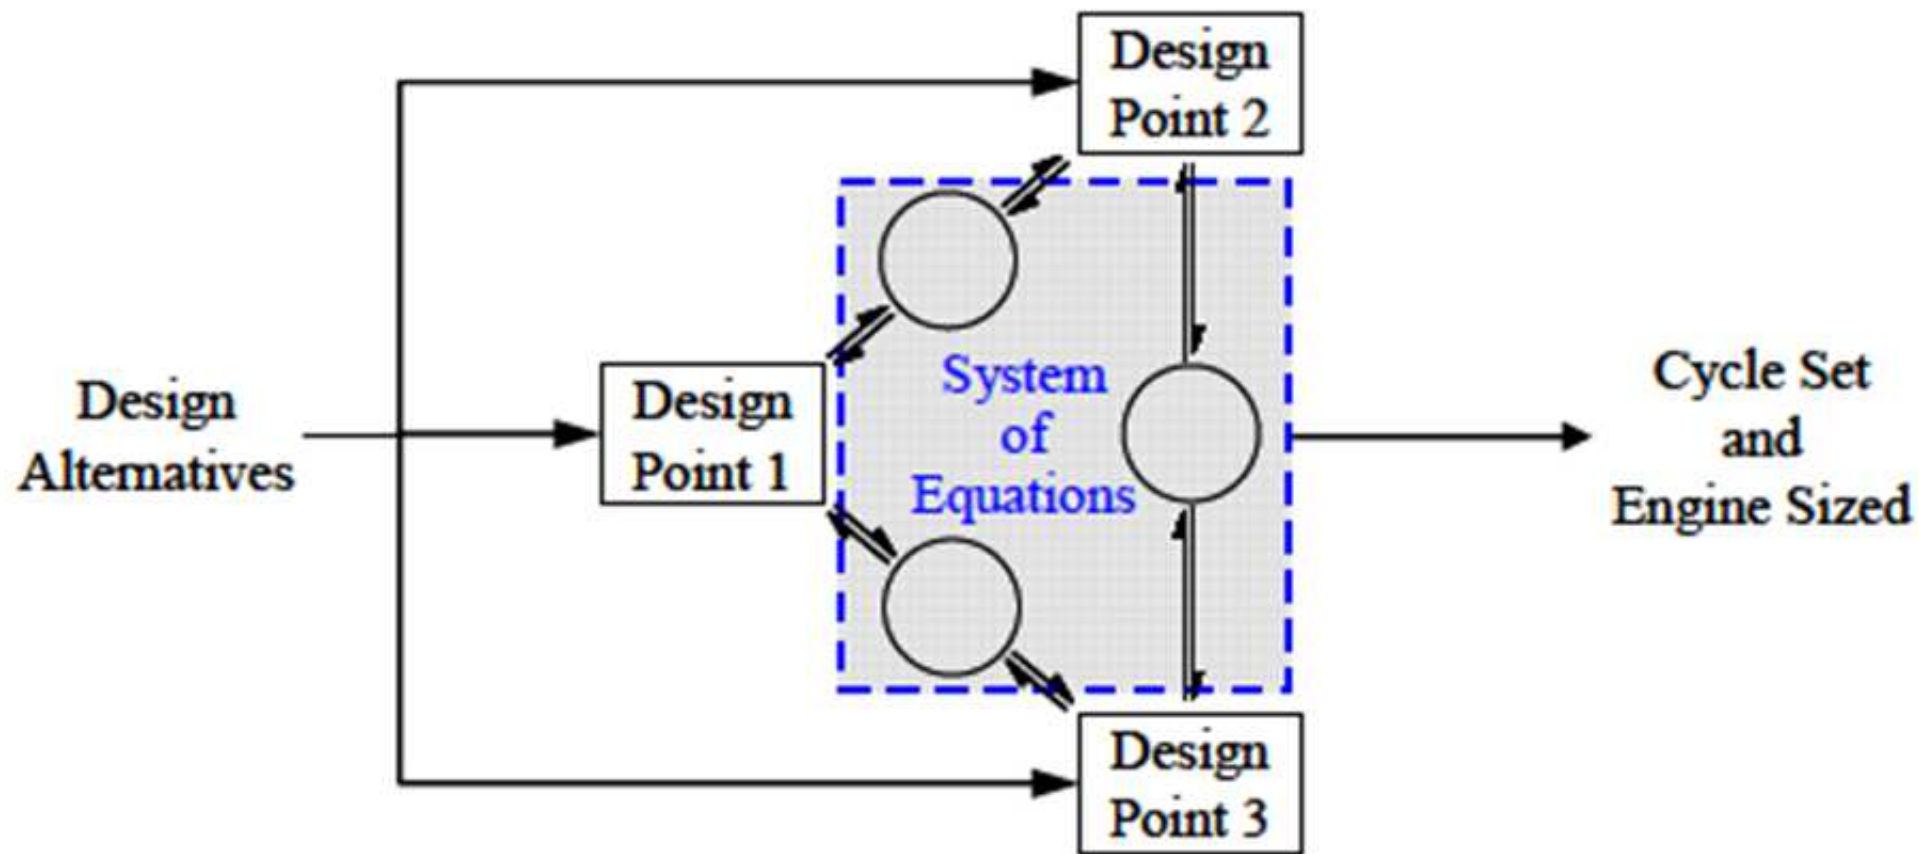 Design
Point 2
Design
Alternatives
Design
Point 1
System
of
Equations
Cycle Set
and
Engine Sized
Design
Point 3